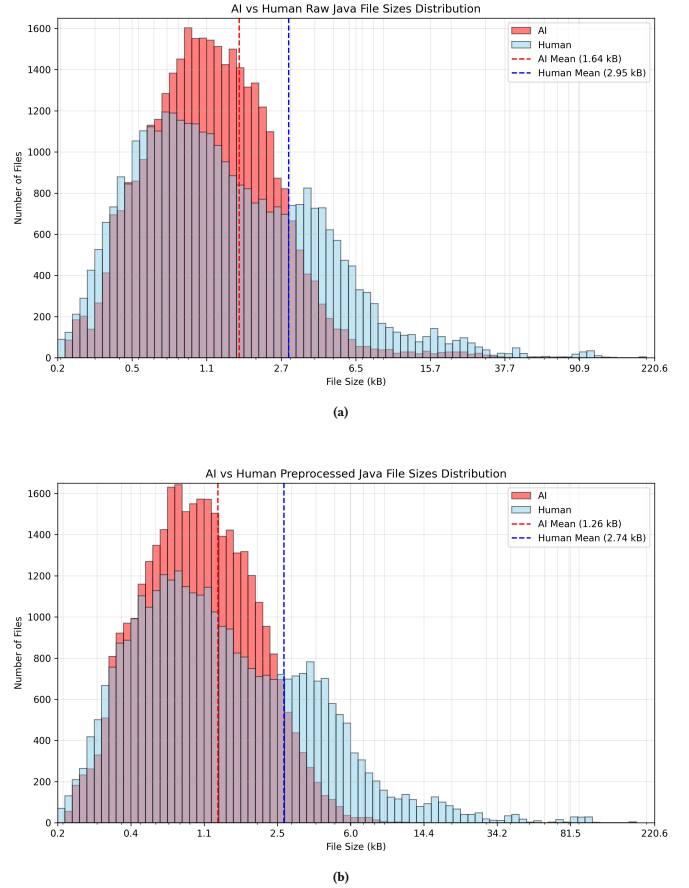 AI vs Human Raw Java File Sizes Distribution
AI
Human
AI Mean (1.64 kB)
Human Mean (2.95 kB)
1600
1400
1200
1000
800
600
400
200
0
Number of Files
0.2 0.5 1.1 2.7 6.5 15.7 37.7 90.9 220.6
File Size (kB)
(a)
AI vs Human Preprocessed Java File Sizes Distribution
AI
Human
AI Mean (1.26 kB)
Human Mean (2.74 kB)
1600
1400
1200
1000
800
600
400
200
0
Number of Files
0.2 0.4 1.1 2.5 6.0 14.4 34.2 81.5 220.6
File Size (kB)
(b)